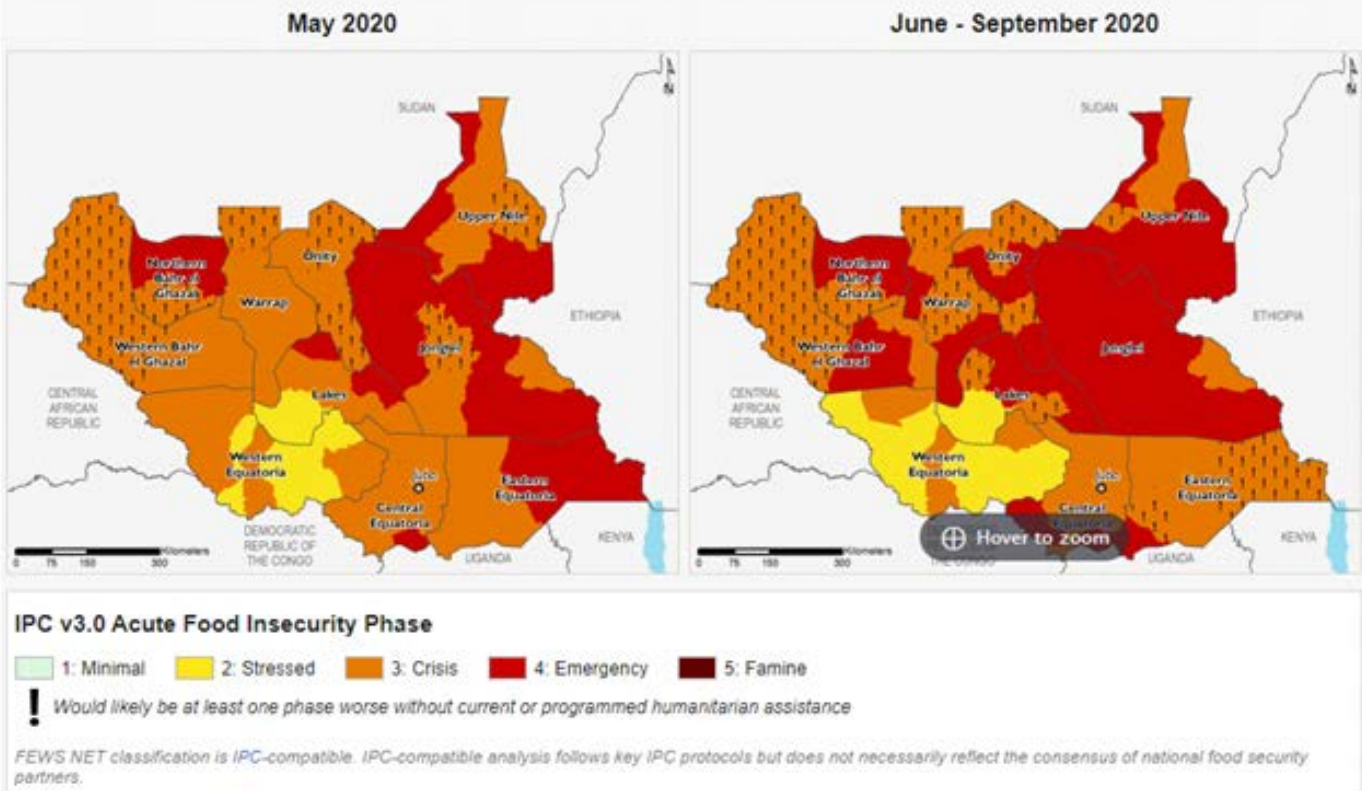 May 2020
June - September 2020
N
SUDAN
Upper Nile
Northern
Bahr el
Ghazal
Unity
Warrap
ETHIOPIA
Western Bahr
el Ghazal
Jonglei
CENTRAL
AFRICAN
REPUBLIC
Lakes
Western
Equatoria
Juba
Eastern
Equatoria
Central
Equatoria
DEMOCRATIC
REPUBLIC OF
THE CONGO
UGANDA
KENYA
Kilometers
0 75 150 300
N
SUDAN
Upper Nile
Northern
Bahr el
Ghazal
Unity
Warrap
ETHIOPIA
Western Bahr
el Ghazal
Jonglei
CENTRAL
AFRICAN
REPUBLIC
Lakes
Western
Equatoria
Juba
Eastern
Equatoria
Central
Hover to zoom
THE CONGO
UGANDA
KENYA
Kilometers
0 75 150 300
IPC v3.0 Acute Food Insecurity Phase
1: Minimal 2: Stressed 3: Crisis 4: Emergency 5: Famine
! Would likely be at least one phase worse without current or programmed humanitarian assistance
FEWS NET classification is IPC-compatible. IPC-compatible analysis follows key IPC protocols but does not necessarily reflect the consensus of national food security
partners.